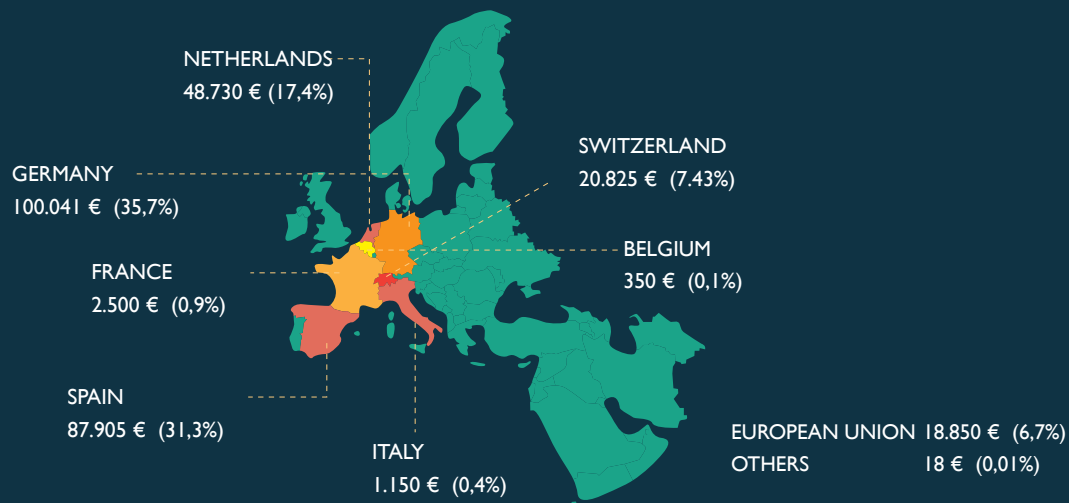 NETHERLANDS
48.730 € (17,4%)
GERMANY
100.041 € (35,7%)
SWITZERLAND
20.825 € (7.43%)
FRANCE
2.500 € (0,9%)
BELGIUM
350 € (0,1%)
SPAIN
87.905 € (31,3%)
ITALY
1.150 € (0,4%)
EUROPEAN UNION 18.850 € (6,7%)
OTHERS 18 € (0,01%)